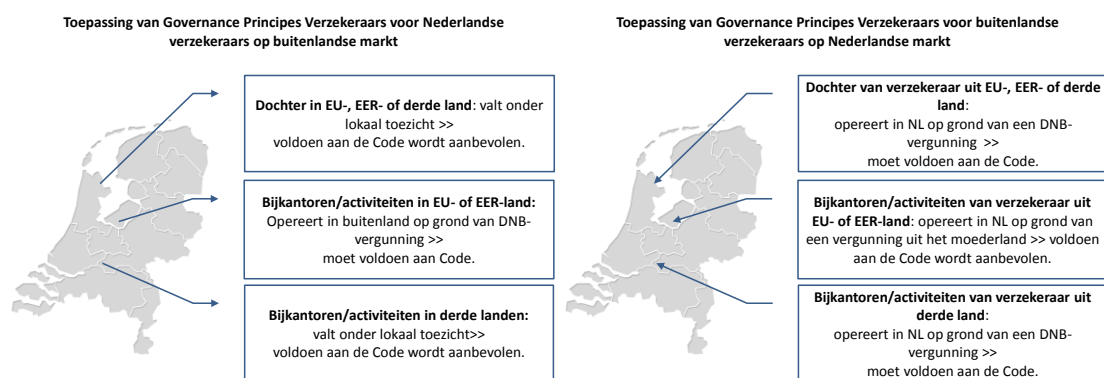 Toepassing van Governance Principes Verzekeraars voor Nederlandse
verzekeraars op buitenlandse markt
Dochter in EU-, EER- of derde land: valt onder
lokaal toezicht >>
voldoen aan de Code wordt aanbevolen.
Bijkantoren/activiteiten in EU- of EER-land:
Opereert in buitenland op grond van DNB-
vergunning >>
moet voldoen aan Code.
Bijkantoren/activiteiten in derde landen:
valt onder lokaal toezicht>>
voldoen aan de Code wordt aanbevolen.
Toepassing van Governance Principes Verzekeraars voor buitenlandse
verzekeraars op Nederlandse markt
Dochter van verzekeraar uit EU-, EER- of derde
land:
opereert in NL op grond van een DNB-
vergunning >>
moet voldoen aan de Code.
Bijkantoren/activiteiten van verzekeraar uit
EU- of EER-land: opereert in NL op grond van
een vergunning uit het moederland >> voldoen
aan de Code wordt aanbevolen.
Bijkantoren/activiteiten van verzekeraar uit
derde land:
opereert in NL op grond van een DNB-
vergunning >>
moet voldoen aan de Code.